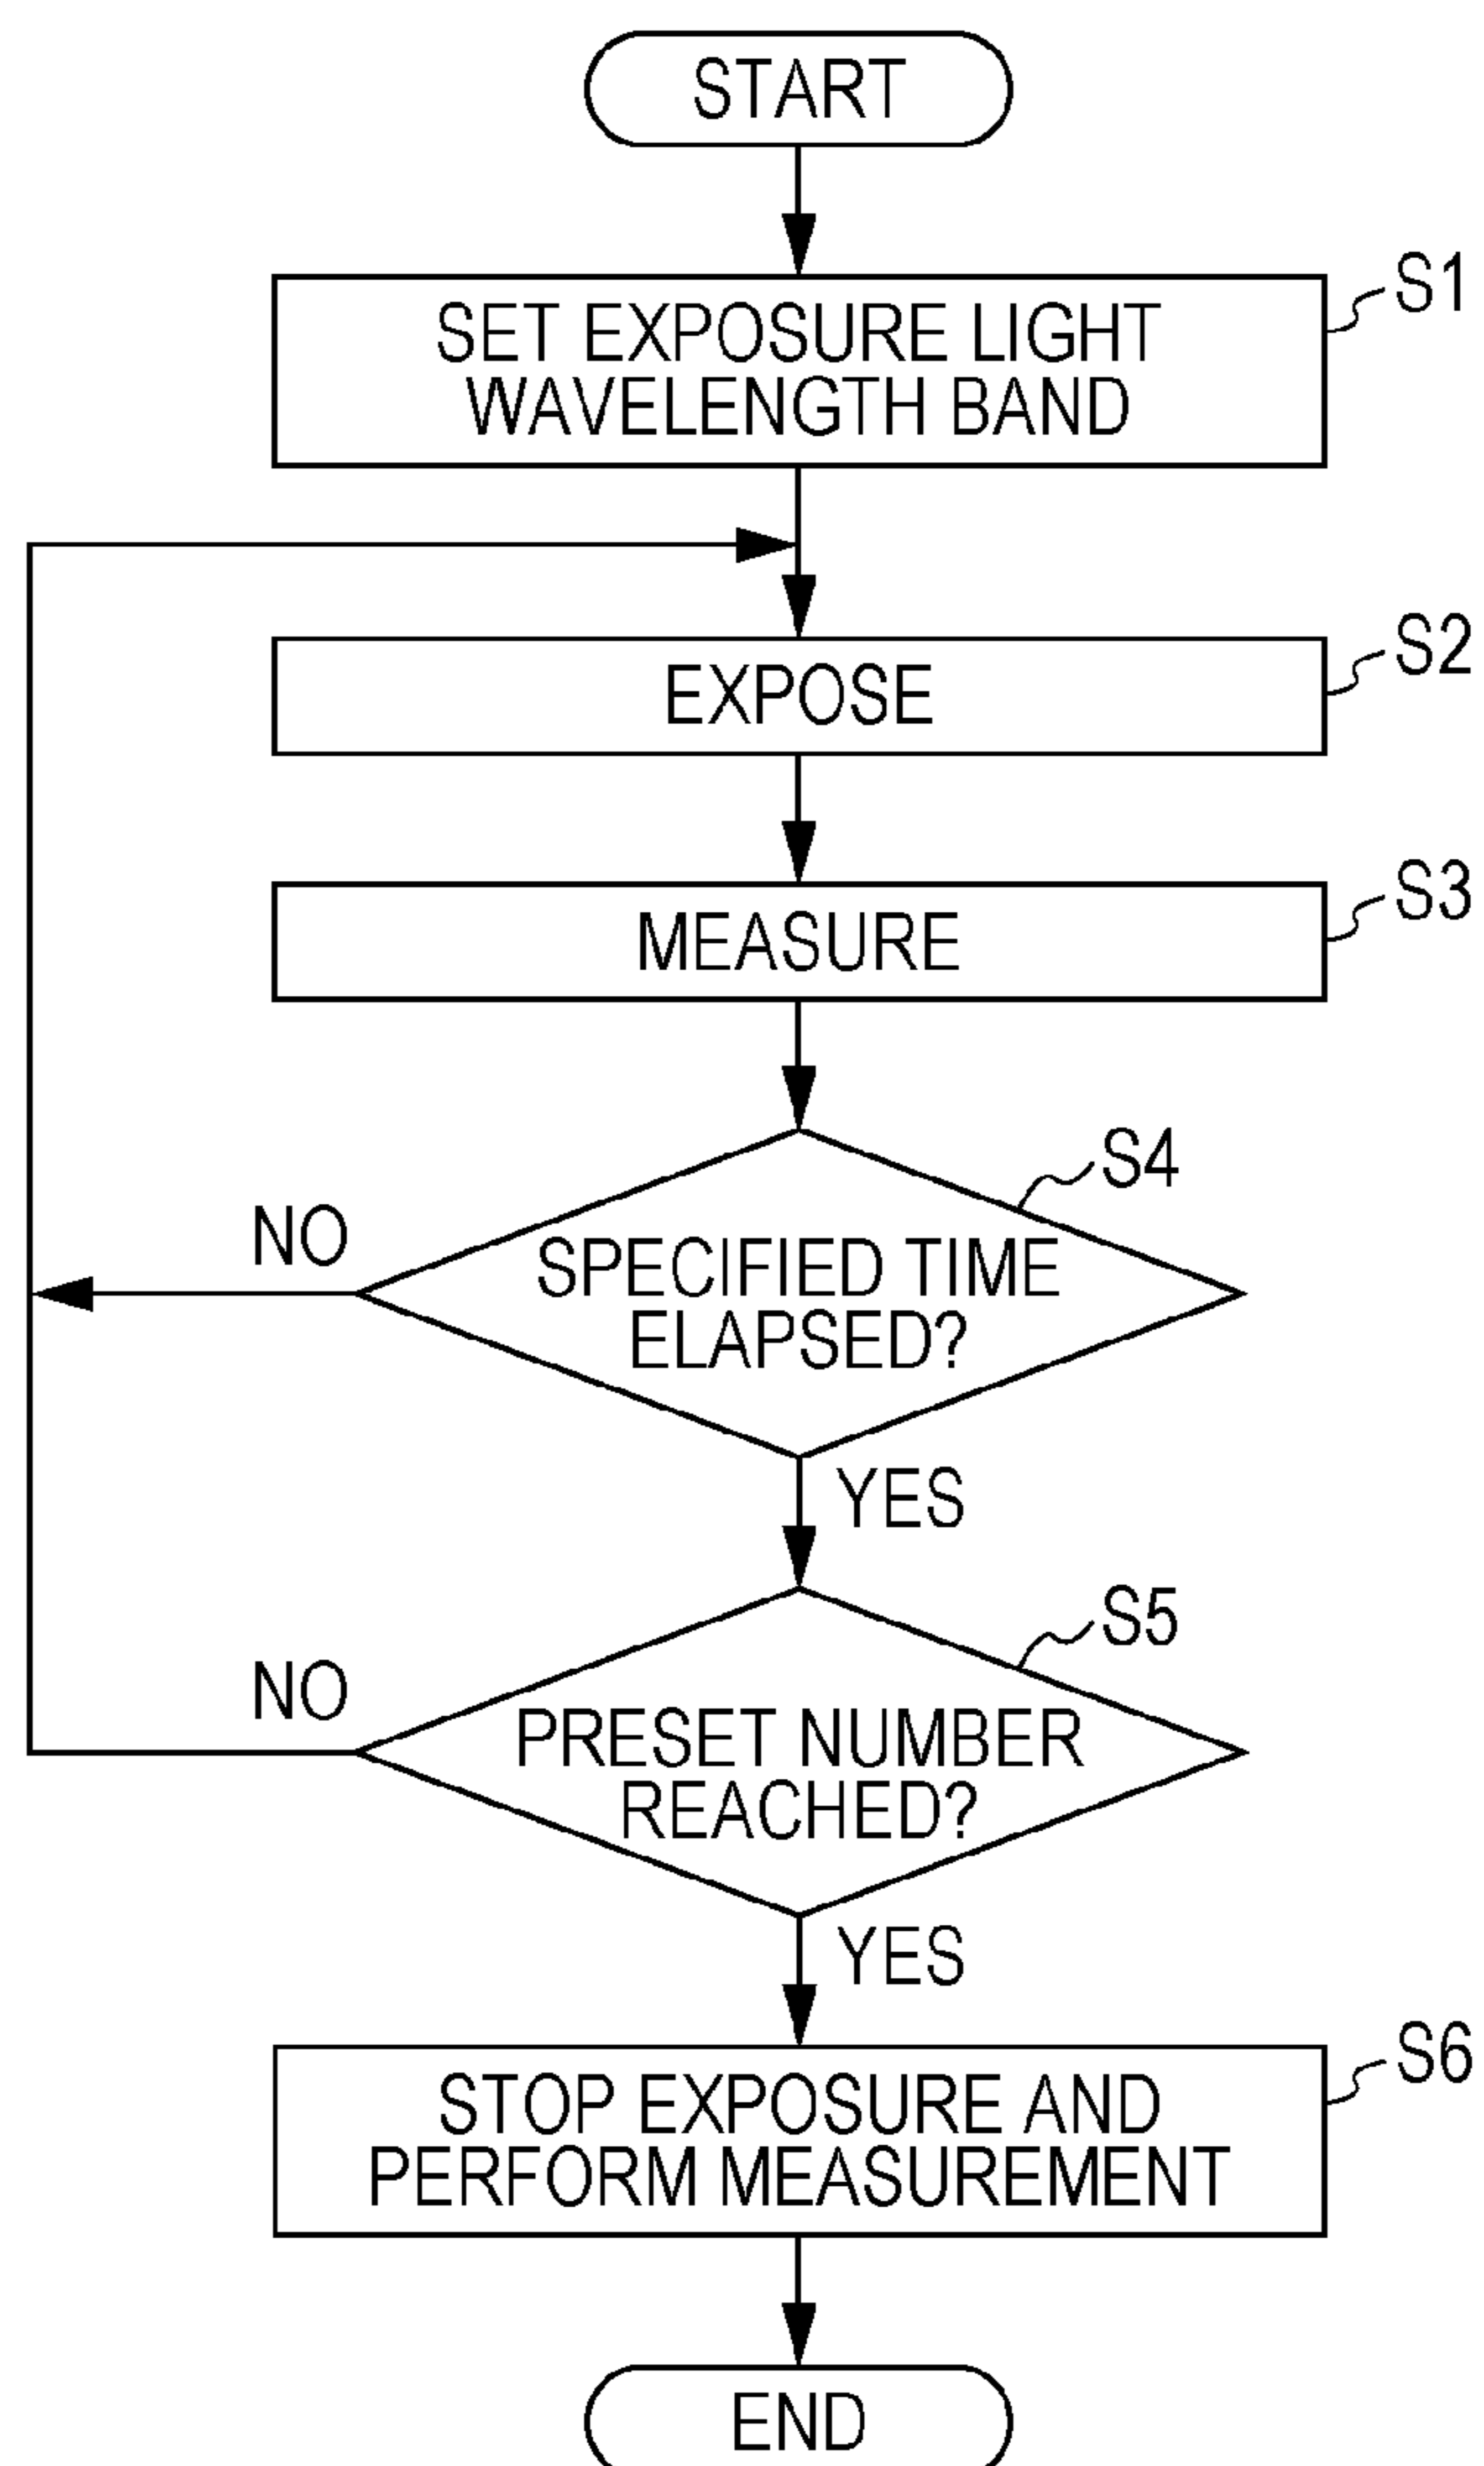 START
S1
SET EXPOSURE LIGHT
WAVELENGTH BAND
S2
EXPOSE
S3
MEASURE
S4
NO
SPECIFIED TIME
ELAPSED?
YES
S5
NO
PRESET NUMBER
REACHED?
YES
S6
STOP EXPOSURE AND
PERFORM MEASUREMENT
END